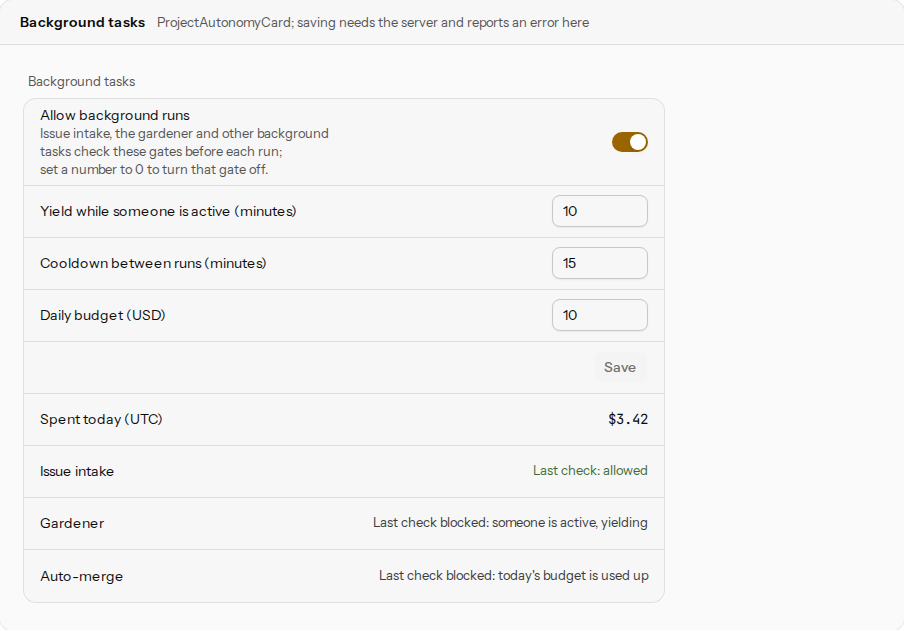 Background tasks ProjectAutonomyCard; saving needs the server and reports an error here
Background tasks
Allow background runs
Issue intake, the gardener and other background
tasks check these gates before each run;
set a number to 0 to turn that gate off.
Yield while someone is active (minutes) 10
Cooldown between runs (minutes) 15
Daily budget (USD) 10
Save
Spent today (UTC) $3.42
Issue intake Last check: allowed
Gardener Last check blocked: someone is active, yielding
Auto-merge Last check blocked: today's budget is used up